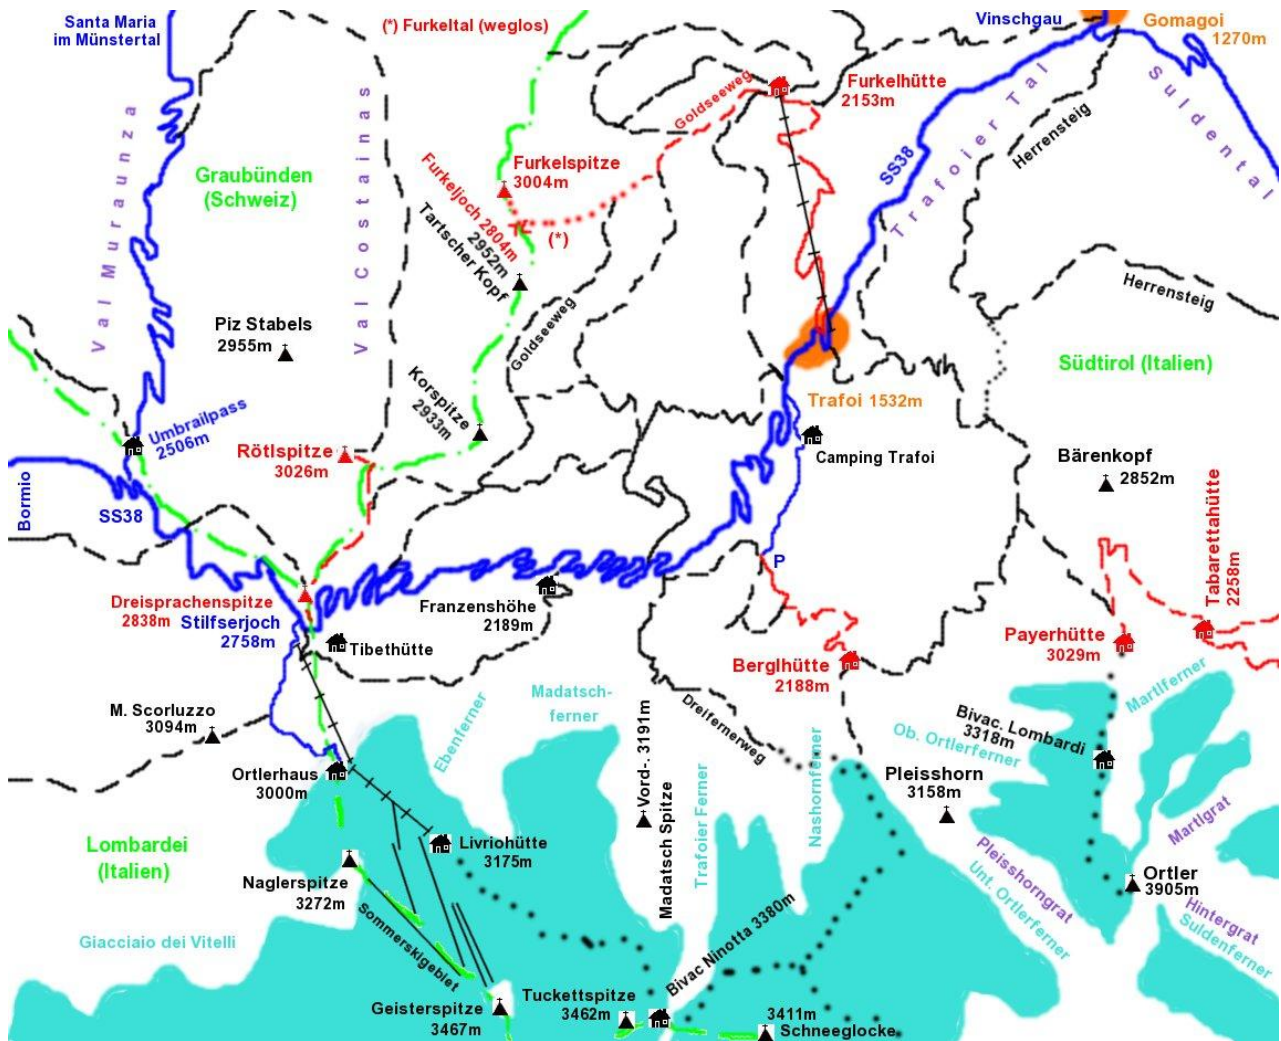 Santa Maria
im Münstertal
(*) Furkeltal (weglos)
Vinschgau
Gomagoi
1270m
Val Muraunza
Graubünden
(Schweiz)
Val Costainas
Furkelspitze
3004m
Furkeljoch 2804m
2952m
Tartscher Kopf
(*)
Goldseeweg
Furkelhütte
2153m
SS38
Trafoier Tal
Herrensteig
Suldental
Herrensteig
Piz Stabels
2955m
Goldseeweg
Südtirol (Italien)
Umbrailpass
2506m
Rötlspitze
3026m
Korspitze
2933m
Trafoi 1532m
Camping Trafoi
Bärenkopf
2852m
Bormio
SS38
P
Tabarettahütte
2258m
Dreisprachenspitze
2838m
Stilfserjoch
2758m
Franzenshöhe
2189m
Tibethütte
Berglhütte
2188m
Payerhütte
3029m
M. Scorluzzo
3094m
Ebenferner
Madatsch-
ferner
Vord-. 3191m
Madatsch Spitze
Dreifernerweg
Trafoier Ferner
Nashornferner
Ob. Ortlerferner
Bivac. Lombardi
3318m
Martlferner
Ortlerhaus
3000m
Pleisshorn
3158m
Martlgrat
Lombardei
(Italien)
Livriohütte
3175m
Naglerspitze
3272m
Sommerskigebiet
Pleisshorngrat
Unt. Ortlerferner
Ortler
3905m
Hintergrat
Suldenferner
Giacciaio dei Vitelli
Geisterspitze
3467m
Tuckettspitze
3462m
Bivac Ninotta 3380m
3411m
Schneeglocke